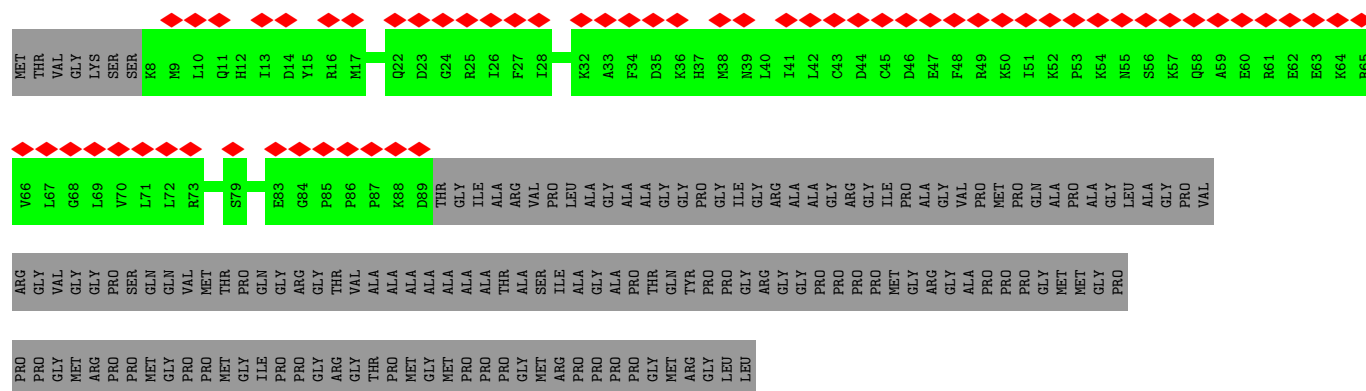 MET THR VAL GLY LYS SER SER K8 M9 L10 Q11 H12 I13 D14 Y15 R16 M17 Q22 D23 G24 R25 I26 F27 I28 K32 A33 F34 D35 K36 H37 M38 N39 L40 I41 L42 C43 D44 C45 D46 E47 F48 R49 K50 I51 K52 P53 K54 N55 S56 K57 Q58 A59 E60 R61 E62 E63 K64 R65
V66 L67 G68 L69 V70 L71 L72 R73 S79 E83 G84 P85 P86 P87 K88 D89 THR GLY ILE ALA ARG VAL PRO LEU ALA GLY ALA ALA GLY GLY PRO GLY ILE GLY ARG ALA ALA GLY ARG GLY ILE PRO ALA GLY VAL PRO MET PRO GLN ALA PRO ALA GLY LEU ALA GLY PRO VAL
ARG GLY VAL GLY GLY PRO SER GLN GLN VAL MET THR PRO GLN GLY ARG GLY THR VAL ALA ALA ALA ALA ALA ALA ALA THR ALA SER ILE ALA GLY ALA PRO THR GLN TYR PRO PRO GLY ARG GLY GLY PRO PRO PRO PRO MET GLY ARG GLY ALA PRO PRO PRO GLY MET MET GLY PRO
PRO PRO GLY MET ARG PRO PRO MET GLY PRO PRO MET GLY ILE PRO PRO GLY ARG GLY THR PRO MET GLY MET PRO PRO PRO GLY MET ARG PRO PRO PRO PRO GLY MET ARG GLY LEU LEU